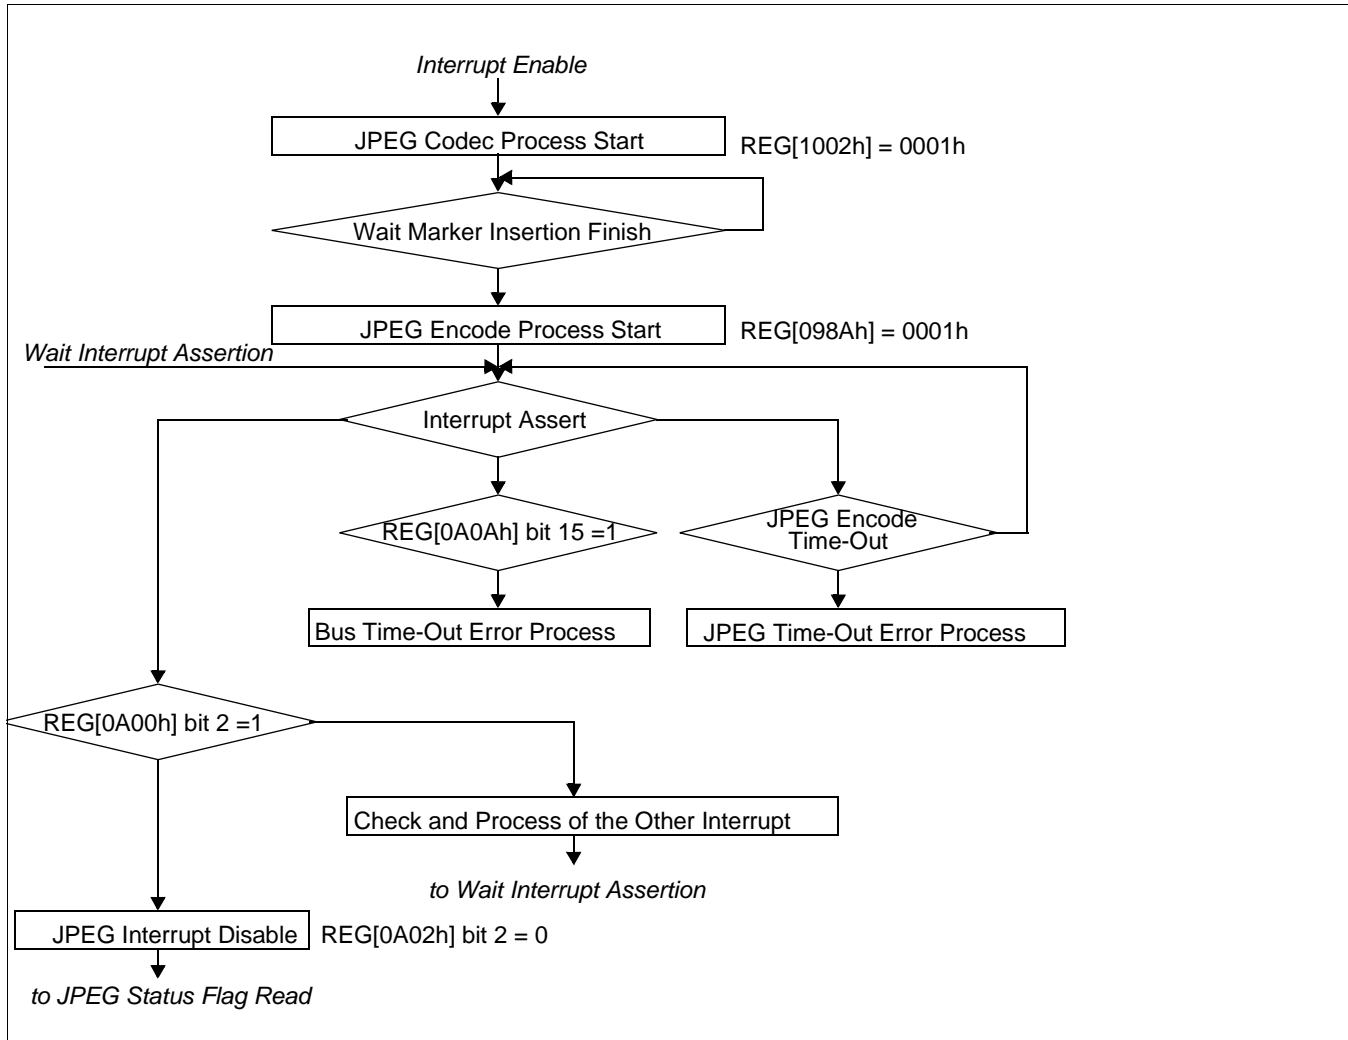 Interrupt Enable
JPEG Codec Process Start
REG[1002h] = 0001h
Wait Marker Insertion Finish
JPEG Encode Process Start
REG[098Ah] = 0001h
Wait Interrupt Assertion
Interrupt Assert
REG[0A0Ah] bit 15 =1
JPEG Encode
Time-Out
Bus Time-Out Error Process
JPEG Time-Out Error Process
REG[0A00h] bit 2 =1
Check and Process of the Other Interrupt
to Wait Interrupt Assertion
JPEG Interrupt Disable
REG[0A02h] bit 2 = 0
to JPEG Status Flag Read